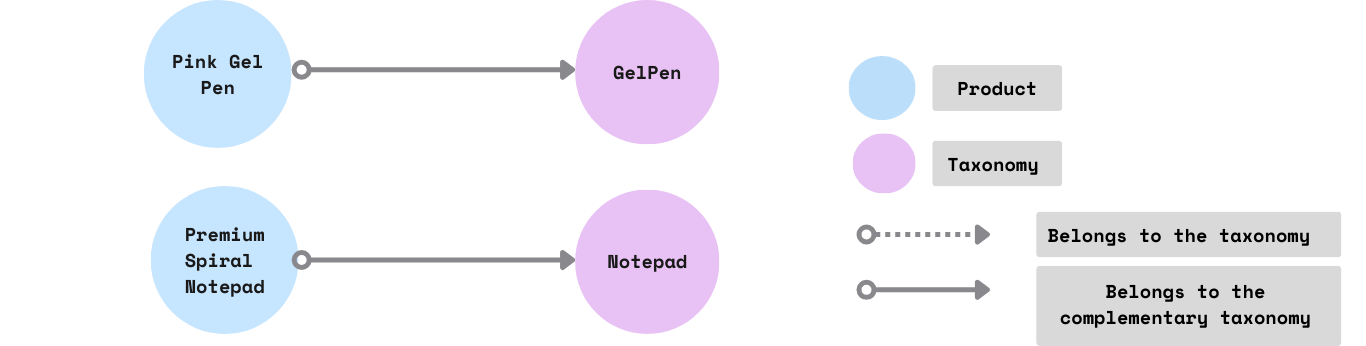 Pink Gel
Pen
GelPen
Premium
Spiral
Notepad
Notepad
Product
Taxonomy
Belongs to the taxonomy
Belongs to the
complementary taxonomy